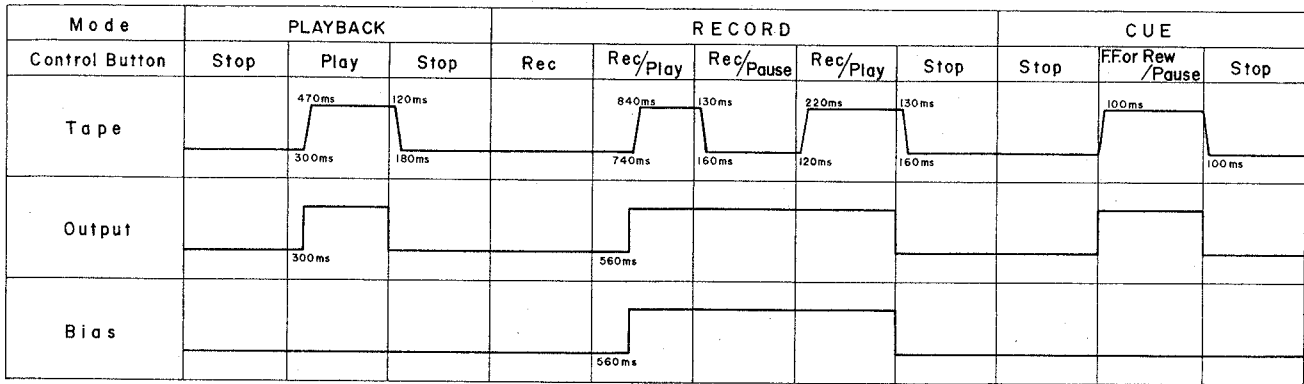 Mode PLAYBACK RECORD CUE
Control Button Stop Play Stop Rec Rec/Play Rec/Pause Rec/Play Stop Stop F.F.or Rew/Pause Stop
Tape
470ms 120ms 840ms 130ms 220ms 130ms 100ms
300ms 180ms 740ms 160ms 120ms 160ms 100ms
Output
300ms 560ms
Bias
560ms